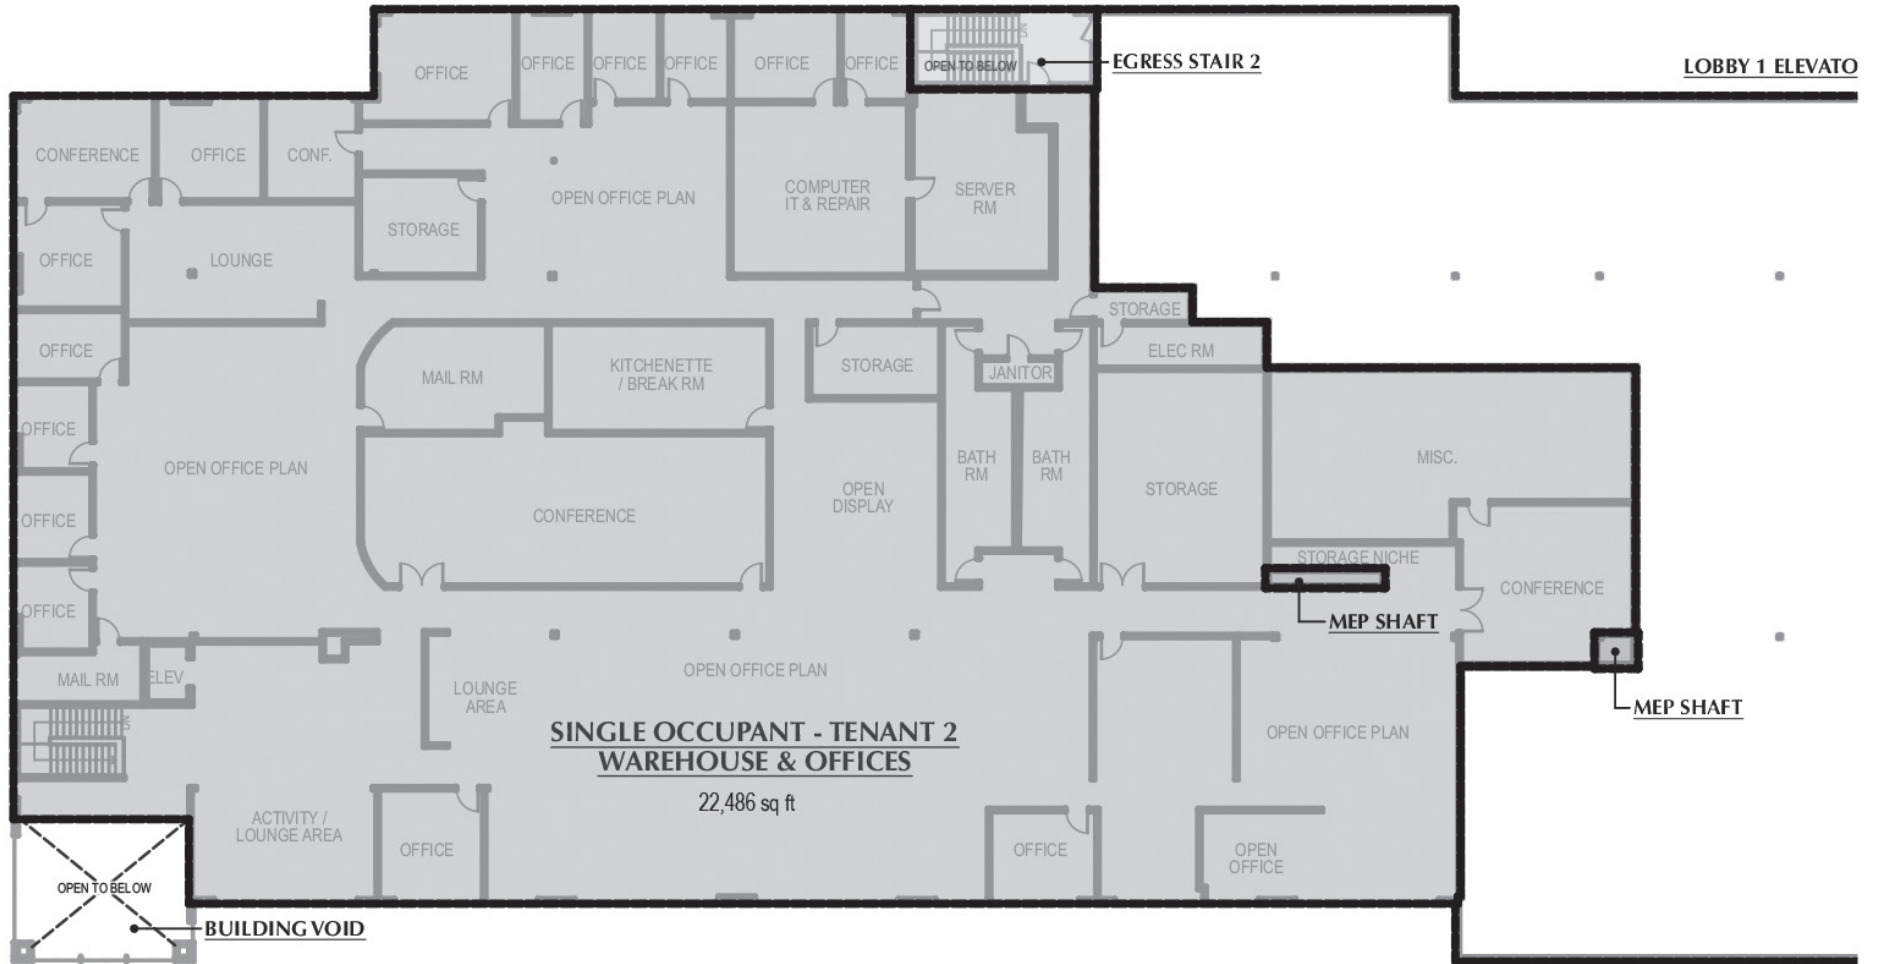 OFFICE
OFFICE
OFFICE
OFFICE
OFFICE
OFFICE
OPEN TO BELOW
EGRESS STAIR 2
LOBBY 1 ELEVATO
CONFERENCE
OFFICE
CONF.
OPEN OFFICE PLAN
COMPUTER
IT & REPAIR
SERVER
RM
STORAGE
OFFICE
LOUNGE
STORAGE
OFFICE
MAIL RM
KITCHENETTE
/ BREAK RM
STORAGE
JANITOR
ELEC RM
OFFICE
OPEN OFFICE PLAN
CONFERENCE
OPEN
DISPLAY
BATH
RM
BATH
RM
STORAGE
MISC.
OFFICE
STORAGE NICHE
CONFERENCE
OFFICE
MEP SHAFT
MAIL RM
ELEV
LOUNGE
AREA
OPEN OFFICE PLAN
MEP SHAFT
SINGLE OCCUPANT - TENANT 2
WAREHOUSE & OFFICES
22,486 sq ft
OPEN OFFICE PLAN
ACTIVITY /
LOUNGE AREA
OFFICE
OFFICE
OPEN
OFFICE
OPEN TO BELOW
BUILDING VOID